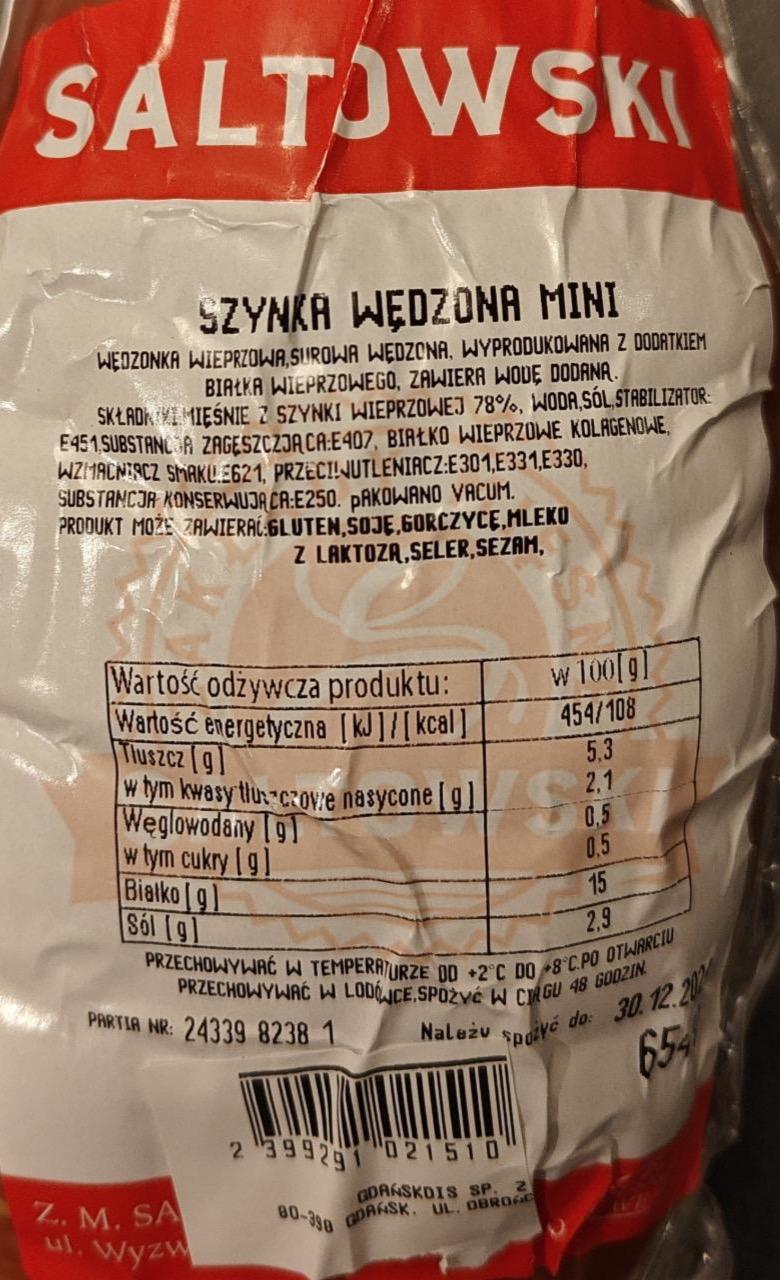 SALTOWSKI
SZYNKA WĘDZONA MINI
WĘDZONKA WIEPRZOWA,SUROWA WĘDZONA, WYPRODUKOWANA Z DODATKIEM
BIAŁKA WIEPRZOWEGO, ZAWIERA WODĘ DODANĄ.
SKŁADNIKI:MIĘŚNIE Z SZYNKI WIEPRZOWEJ 78%, WODA,SÓL,STABILIZATOR:
E451,SUBSTANCJA ZAGĘSZCZJĄCA:E407, BIAŁKO WIEPRZOWE KOLAGENOWE,
WZMACNIACZ SMAKU:E621, PRZECIWUTLENIACZ:E301,E331,E330,
SUBSTANCJA KONSERWUJĄCA:E250. pAKOWANO VACUM.
PRODUKT MOŻE ZAWIERAĆ:GLUTEN,SOJĘ,GORCZYCĘ,MLEKO
Z LAKTOZĄ,SELER,SEZAM,
Wartość odżywcza produktu: w 100[g]
Wartość energetyczna [kJ]/[kcal] 454/108
Tłuszcz [g] 5,3
w tym kwasy tłuszczowe nasycone [g] 2,1
Węglowodany [g] 0,5
w tym cukry [g] 0,5
Białko [g] 15
Sól [g] 2,9
PRZECHOWYWAĆ W TEMPERATURZE OD +2°C DO +8°C.PO OTWARCIU
PRZECHOWYWAĆ W LODÓWCE,SPOŻYć W CIĄGU 48 GODZIN.
PARTIA NR: 24339 8238 1 Należy spożyć do: 30.12.20
654
2 399291 021510
GDAŃSKDIS SP. Z
80-398 GDAŃSK. UL.
Z. M. SA
ul. Wyzw